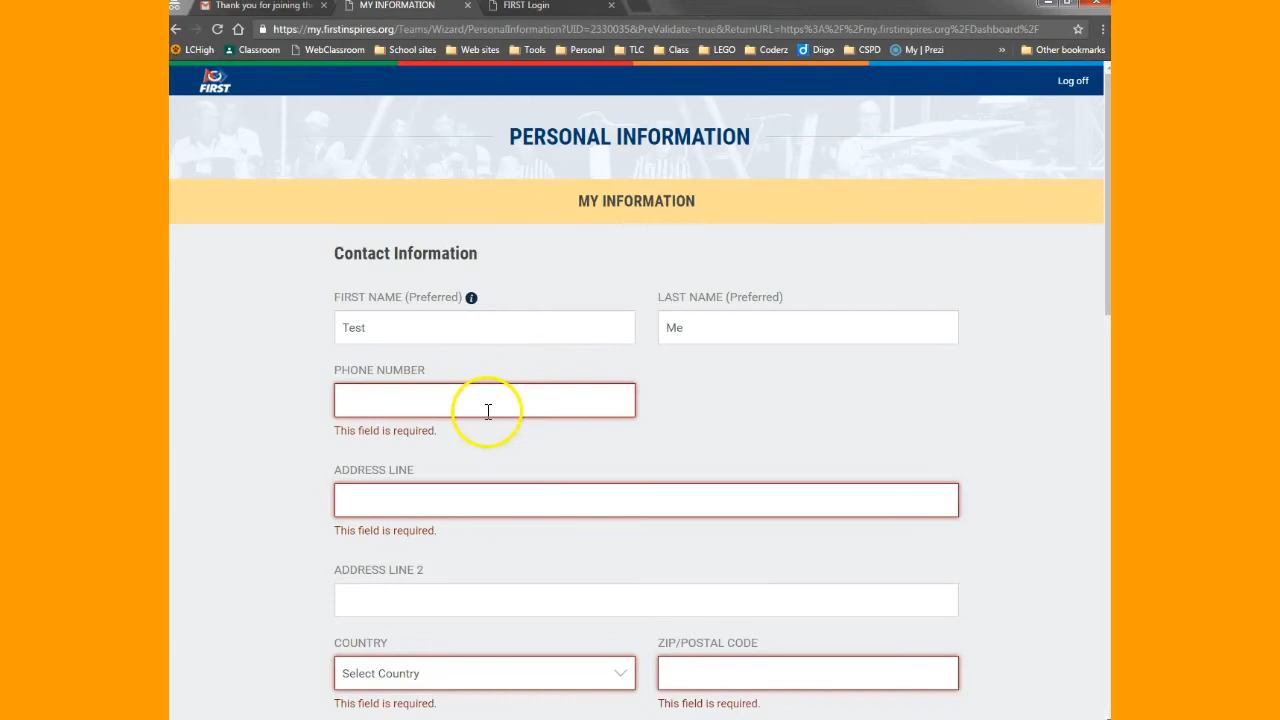 Thank you for joining th
MY INFORMATION
FIRST Login
https://my.firstinspires.org/Teams/Wizard/PersonalInformation?UID=2330035&PreValidate=true&ReturnURL=https%3A%2F%2Fmy.firstinspires.org%2FDashboard%2F
LCHigh Classroom WebClassroom School sites Web sites Tools Personal TLC Class LEGO Coderz Diigo CSPD My | Prezi » Other bookmarks
FIRST
Log off
PERSONAL INFORMATION
MY INFORMATION
Contact Information
FIRST NAME (Preferred) i
LAST NAME (Preferred)
Test
Me
PHONE NUMBER
This field is required.
ADDRESS LINE
This field is required.
ADDRESS LINE 2
COUNTRY
ZIP/POSTAL CODE
Select Country
This field is required.
This field is required.